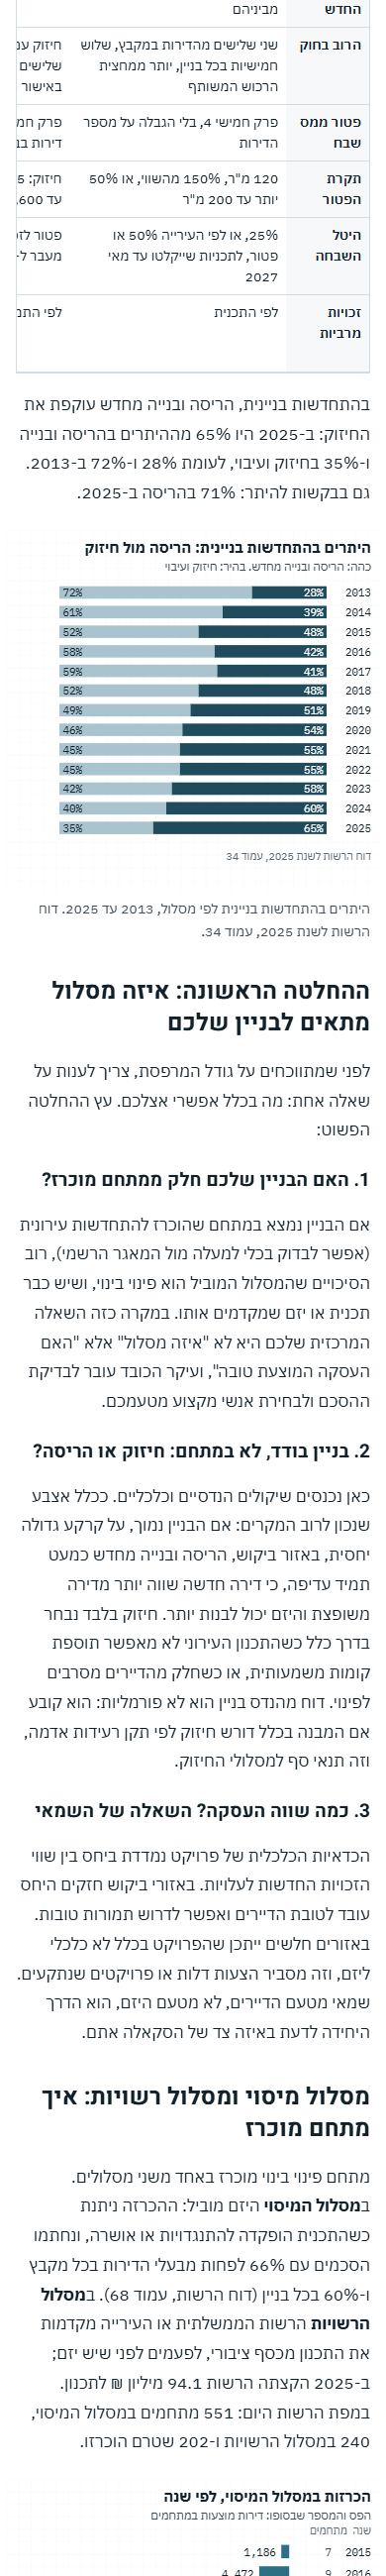 החדש
מביניהם
הרוב בחוק
שני שלישים מהדירות במקבץ, שלוש
חמישיות בכל בניין, יותר ממחצית
הרכוש המשותף
שלישים
באישור
פטור ממס
שבח
פרק חמישי 4, בלי הגבלה על מספר
הדירות
תקרת
הפטור
120 מ"ר, 150% מהשווי, או 50%
יותר עד 200 מ"ר
היטל
השבחה
25%, או לפי העירייה 50% או
פטור, לתכניות שייקלטו עד מאי
2027
זכויות
מרביות
לפי התכנית
בהתחדשות בניינית, הריסה ובנייה מחדש עוקפת את
החיזוק: ב-2025 היו 65% מההיתרים בהריסה ובנייה
ו-35% בחיזוק ועיבוי, לעומת 28% ו-72% ב-2013.
גם בבקשות להיתר: 71% בהריסה ב-2025.
היתרים בהתחדשות בניינית: הריסה מול חיזוק
כהה: הריסה ובנייה מחדש. בהיר: חיזוק ועיבוי
2013 28% 72%
2014 39% 61%
2015 48% 52%
2016 42% 58%
2017 41% 59%
2018 48% 52%
2019 51% 49%
2020 54% 46%
2021 55% 45%
2022 55% 45%
2023 58% 42%
2024 60% 40%
2025 65% 35%
דוח הרשות לשנת 2025, עמוד 34
היתרים בהתחדשות בניינית לפי מסלול, 2013 עד 2025. דוח
הרשות לשנת 2025, עמוד 34.
ההחלטה הראשונה: איזה מסלול
מתאים לבניין שלכם
לפני שמתווכחים על גודל המרפסת, צריך לענות על
שאלה אחת: מה בכלל אפשרי אצלכם. עץ ההחלטה
הפשוט:
1. האם הבניין שלכם חלק ממתחם מוכרז?
אם הבניין נמצא במתחם שהוכרז להתחדשות עירונית
(אפשר לבדוק בכלי למעלה מול המאגר הרשמי), רוב
הסיכויים שהמסלול המוביל הוא פינוי בינוי, ושיש כבר
תכנית או יזם שמקדמים אותו. במקרה כזה השאלה
המרכזית שלכם היא לא "איזה מסלול" אלא "האם
העסקה המוצעת טובה", ועיקר הכובד עובר לבדיקת
ההסכם ולבחירת אנשי מקצוע מטעמכם.
2. בניין בודד, לא במתחם: חיזוק או הריסה?
כאן נכנסים שיקולים הנדסיים וכלכליים. ככלל אצבע
שנכון לרוב המקרים: אם הבניין נמוך, על קרקע גדולה
יחסית, באזור ביקוש, הריסה ובנייה מחדש כמעט
תמיד עדיפה, כי דירה חדשה שווה יותר מדירה
משופצת והיזם יכול לבנות יותר. חיזוק בלבד נבחר
בדרך כלל כשהתכנון העירוני לא מאפשר תוספת
קומות משמעותית, או כשחלק מהדיירים מסרבים
לפינוי. דוח מהנדס בניין הוא לא פורמליות: הוא קובע
אם המבנה בכלל דורש חיזוק לפי תקן רעידות אדמה,
וזה תנאי סף למסלולי החיזוק.
3. כמה שווה העסקה? השאלה של השמאי
הכדאיות הכלכלית של פרויקט נמדדת ביחס בין שווי
הזכויות החדשות לעלויות. באזורי ביקוש חזקים היחס
עובד לטובת הדיירים ואפשר לדרוש תמורות טובות.
באזורים חלשים ייתכן שהפרויקט בכלל לא כלכלי
ליזם, וזה מסביר הצעות דלות או פרויקטים שנתקעים.
שמאי מטעם הדיירים, לא מטעם היזם, הוא הדרך
היחידה לדעת באיזה צד של הסקאלה אתם.
מסלול מיסוי ומסלול רשויות: איך
מתחם מוכרז
מתחם פינוי בינוי מוכרז באחד משני מסלולים.
במסלול המיסוי היזם מוביל: ההכרזה ניתנת
כשהתכנית הופקדה להתנגדויות או אושרה, ונחתמו
הסכמים עם 66% לפחות מבעלי הדירות בכל מקבץ
ו-60% בכל בניין (דוח הרשות, עמוד 68). במסלול
הרשויות הרשות הממשלתית או העירייה מקדמות
את התכנון מכסף ציבורי, לפעמים לפני שיש יזם;
ב-2025 הקצתה הרשות 94.1 מיליון ₪ לתכנון.
במפת הרשות היום: 551 מתחמים במסלול המיסוי,
240 במסלול הרשויות ו-202 שטרם הוכרזו.
הכרזות במסלול המיסוי, לפי שנה
הפס והמספר שבסופו: דירות מוצעות במתחמים
שנה מתחמים
2015 7 1,186
2016 9 4,472